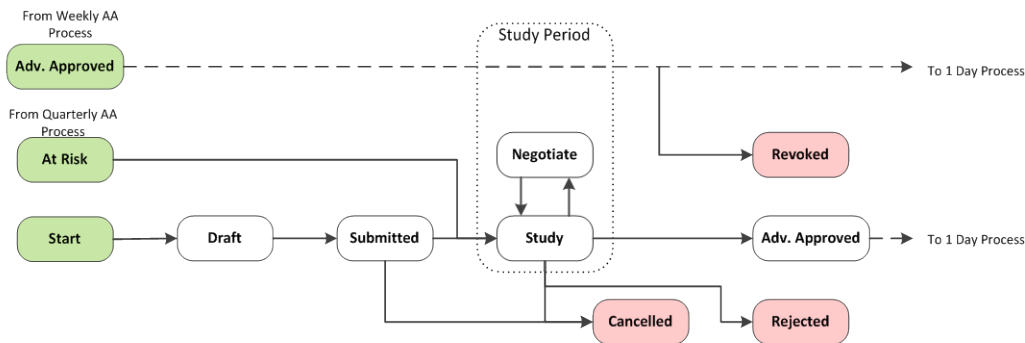 From Weekly AA
Process
Study Period
Adv. Approved
To 1 Day Process
From Quarterly AA
Process
At Risk
Negotiate
Revoked
Start
Draft
Submitted
Study
Adv. Approved
To 1 Day Process
Cancelled
Rejected